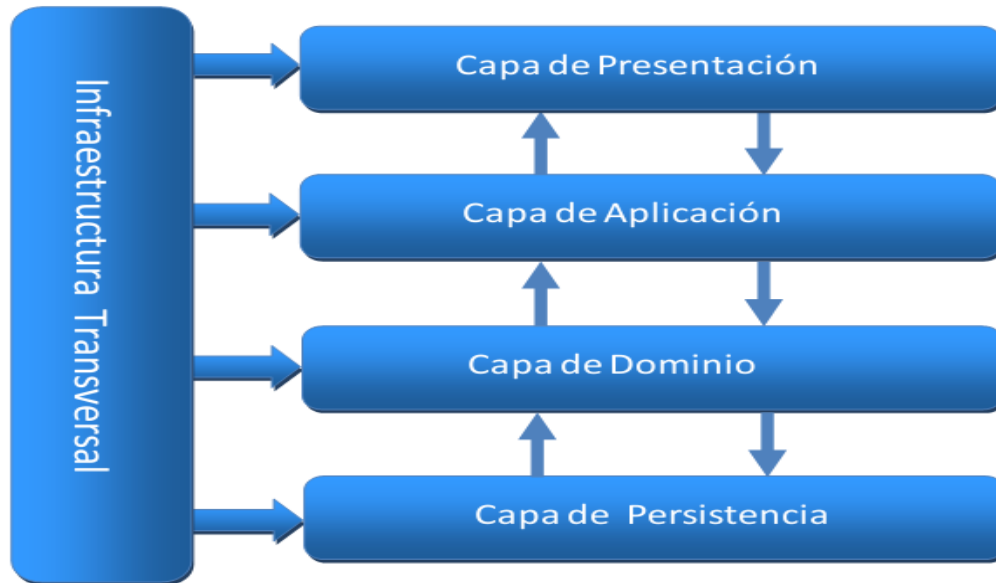 Infraestructura Transversal
Capa de Presentación
Capa de Aplicación
Capa de Dominio
Capa de Persistencia